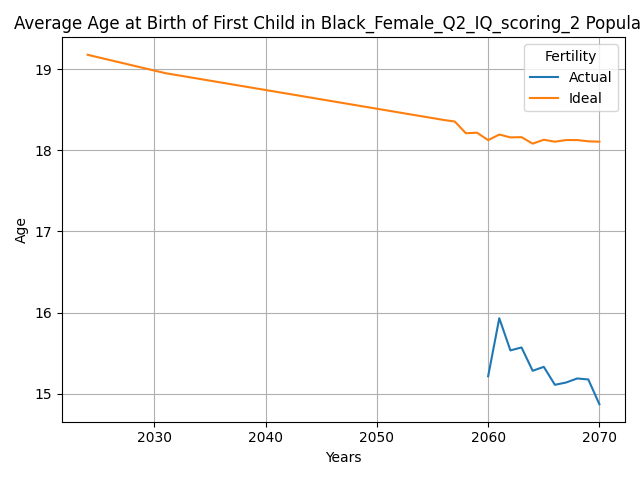 Average Age at Birth of First Child in Black_Female_Q2_IQ_scoring_2 Popula
Fertility
Actual
Ideal
19
18
17
16
15
Age
2030 2040 2050 2060 2070
Years